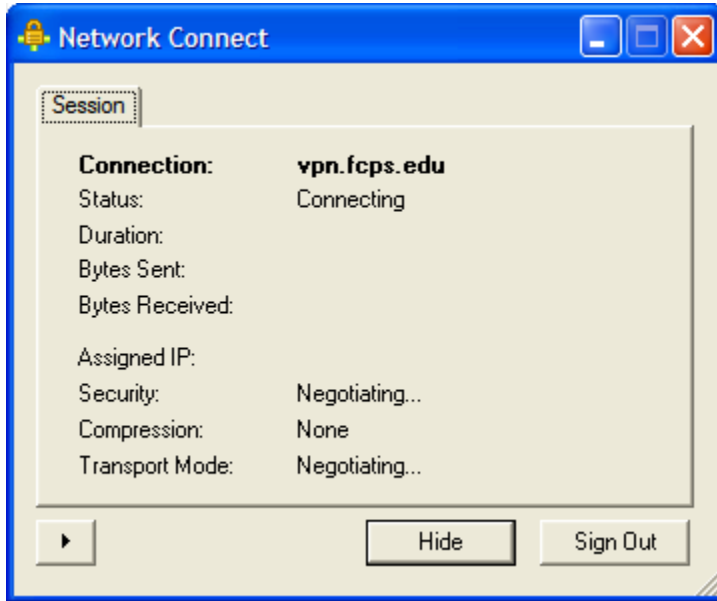 Network Connect
Session
Connection: vpn.fcps.edu
Status: Connecting
Duration:
Bytes Sent:
Bytes Received:
Assigned IP:
Security: Negotiating...
Compression: None
Transport Mode: Negotiating...
Hide Sign Out